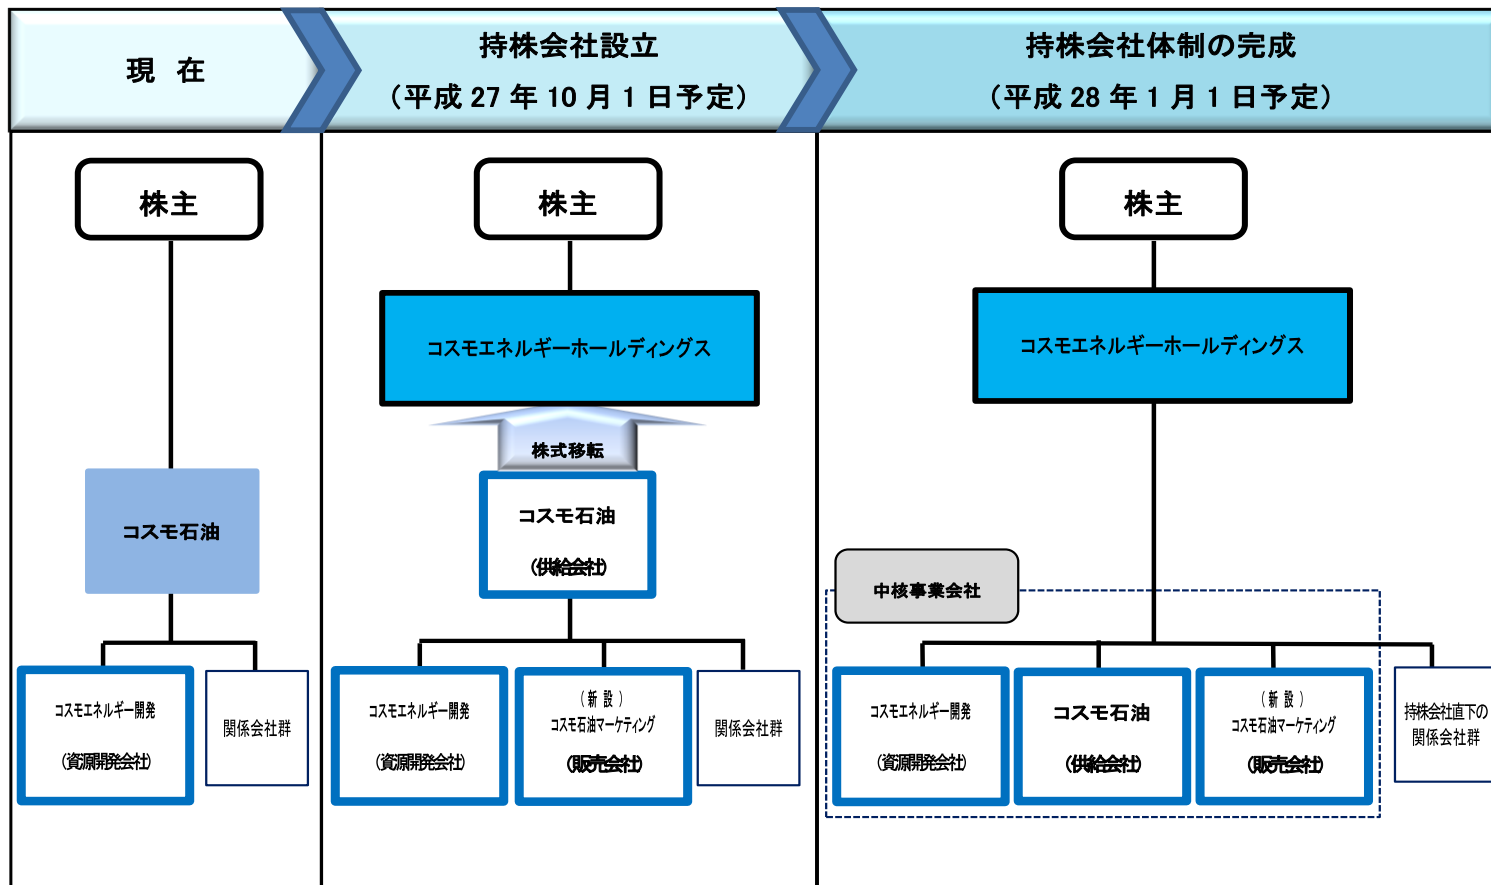 現 在
持株会社設立
（平成 27 年 10 月 1 日予定）
持株会社体制の完成
（平成 28 年 1 月 1 日予定）
株主
コスモ石油
コスモエネルギー開発
（資源開発会社）
関係会社群
株主
コスモエネルギーホールディングス
株式移転
コスモ石油
（供給会社）
コスモエネルギー開発
（資源開発会社）
（ 新 設 ）
コスモ石油マーケティング
（販売会社）
関係会社群
株主
コスモエネルギーホールディングス
中核事業会社
コスモエネルギー開発
（資源開発会社）
コスモ石油
（供給会社）
（ 新 設 ）
コスモ石油マーケティング
（販売会社）
持株会社直下の
関係会社群